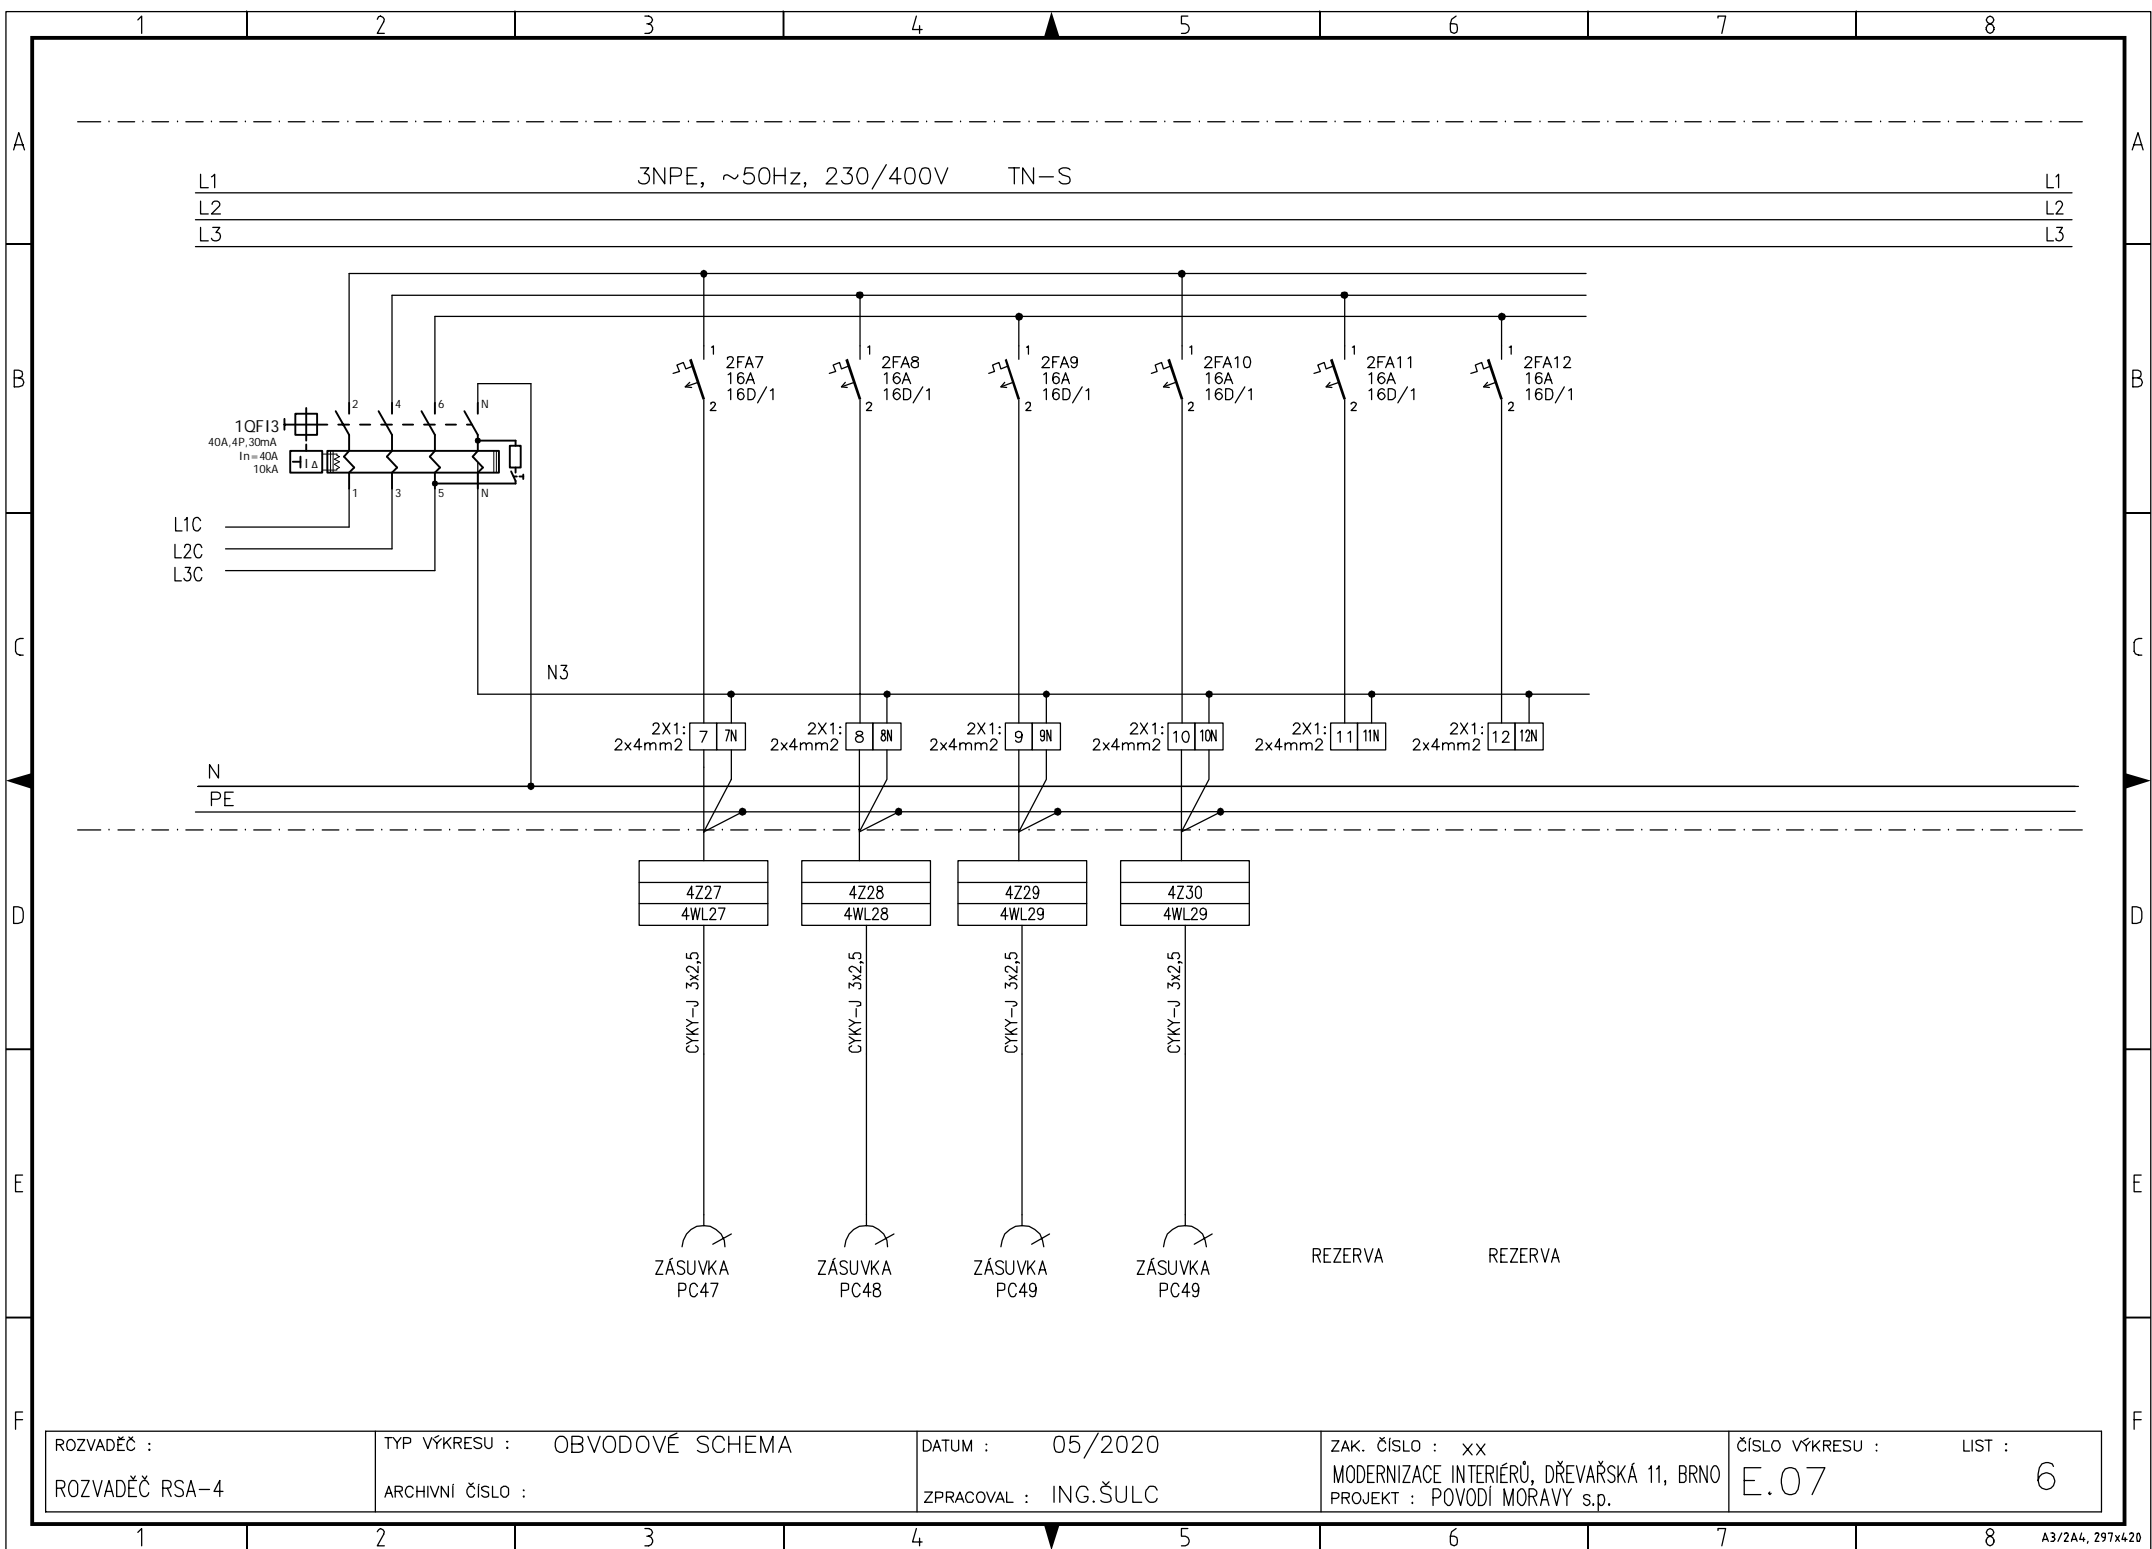 1 2 3 4 5 6 7 8
A A
3NPE, ~50Hz, 230/400V TN-S
L1 L1
L2 L2
L3 L3
B B
1 1 1 1 1 1
2FA7 2FA8 2FA9 2FA10 2FA11 2FA12
16A 16A 16A 16A 16A 16A
16D/1 16D/1 16D/1 16D/1 16D/1 16D/1
2 2 2 2 2 2
2 4 6 N
1QFI3
40A,4P,30mA
In=40A
10kA
I Δ
1 3 5 N
L1C
L2C
L3C
C C
N3
2X1: 7 7N 2X1: 8 8N 2X1: 9 9N 2X1: 10 10N 2X1: 11 11N 2X1: 12 12N
2x4mm2 2x4mm2 2x4mm2 2x4mm2 2x4mm2 2x4mm2
N
PE
4Z27 4Z28 4Z29 4Z30
D 4WL27 4WL28 4WL29 4WL29 D
CYKY-J 3x2,5 CYKY-J 3x2,5 CYKY-J 3x2,5 CYKY-J 3x2,5
E E
ZÁSUVKA ZÁSUVKA ZÁSUVKA ZÁSUVKA REZERVA REZERVA
PC47 PC48 PC49 PC49
F F
ROZVADĚČ :
ROZVADĚČ RSA-4
TYP VÝKRESU : OBVODOVÉ SCHEMA
ARCHIVNÍ ČÍSLO :
DATUM : 05/2020
ZPRACOVAL : ING.ŠULC
ZAK. ČÍSLO : xx
MODERNIZACE INTERIÉRŮ, DŘEVAŘSKÁ 11, BRNO
PROJEKT : POVODÍ MORAVY s.p.
ČÍSLO VÝKRESU : LIST :
E.07 6
1 2 3 4 5 6 7 8
A3/2A4, 297x420